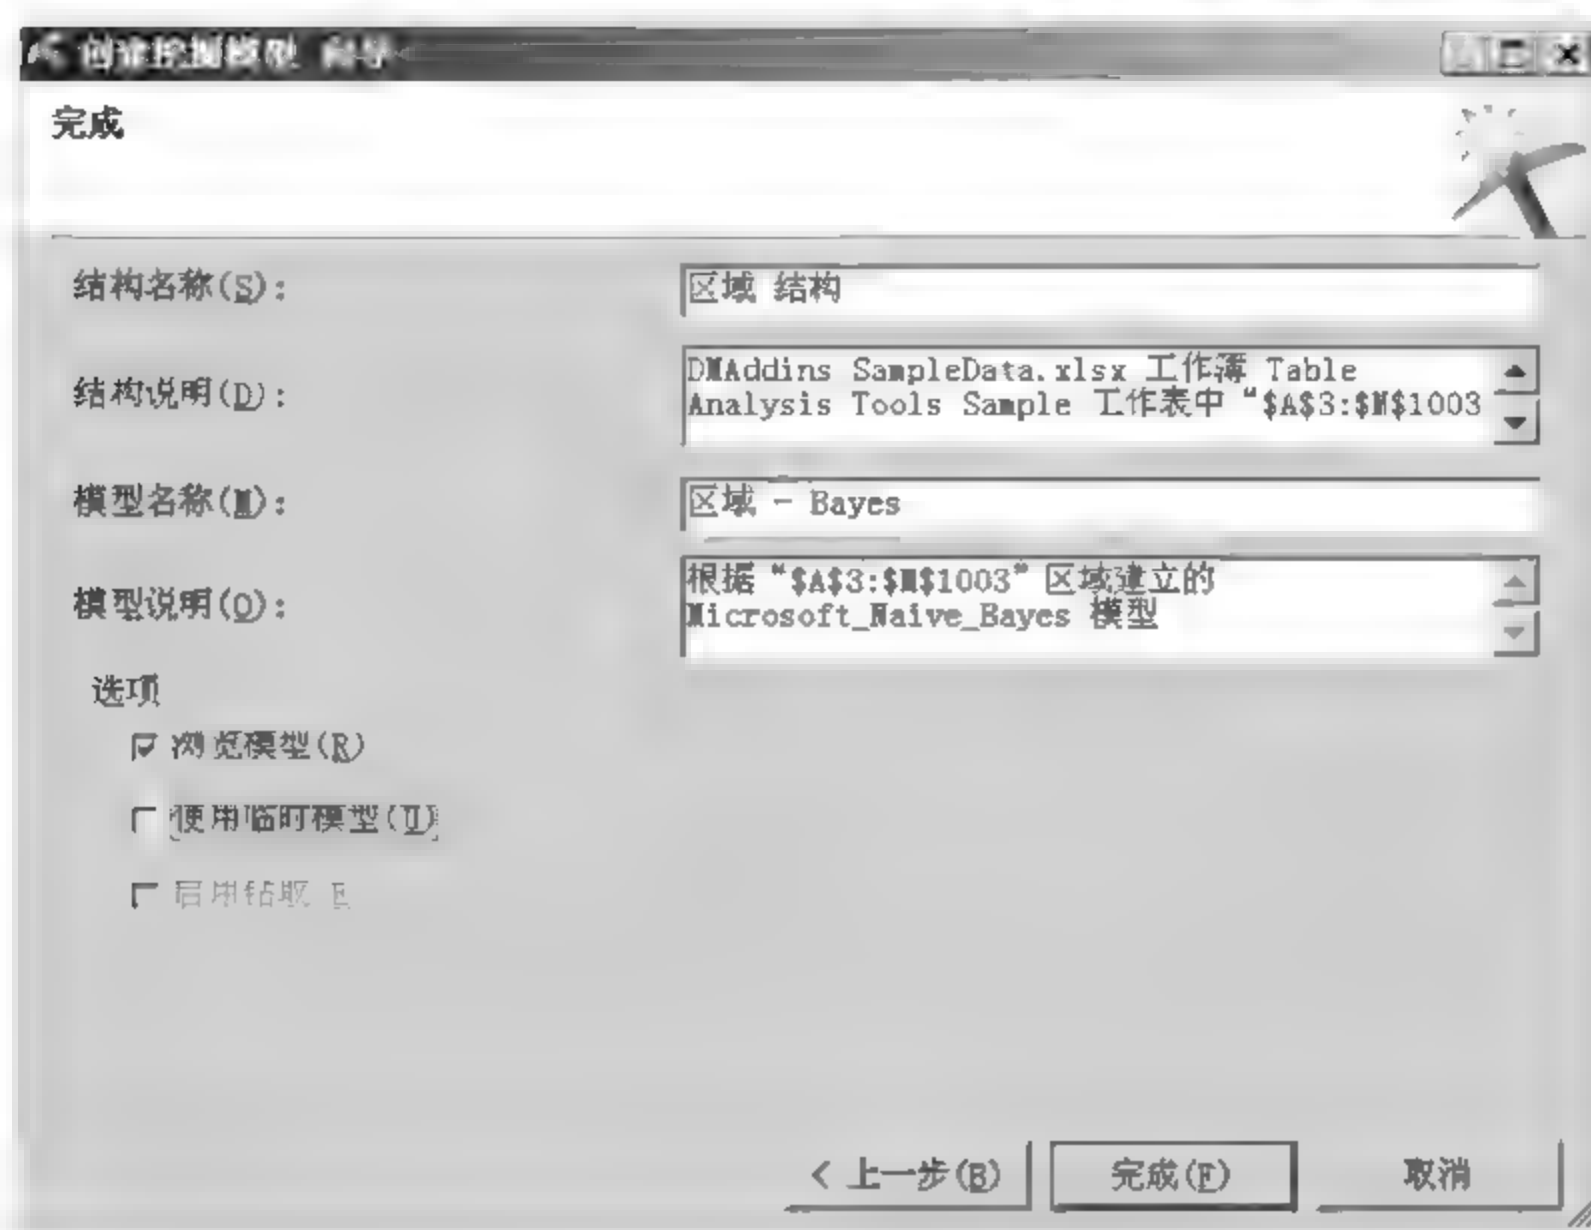 创建挖掘模型 向导
完成
结构名称(S):
区域 结构
结构说明(D):
DMAddins SampleData.xlsx 工作簿 Table
Analysis Tools Sample 工作表中“$A$3:$M$1003
模型名称(M):
区域 - Bayes
模型说明(O):
根据“$A$3:$M$1003”区域建立的
Microsoft_Naive_Bayes 模型
选项
浏览模型(R)
使用临时模型(U)
启用钻取 E
< 上一步(B)
完成(F)
取消